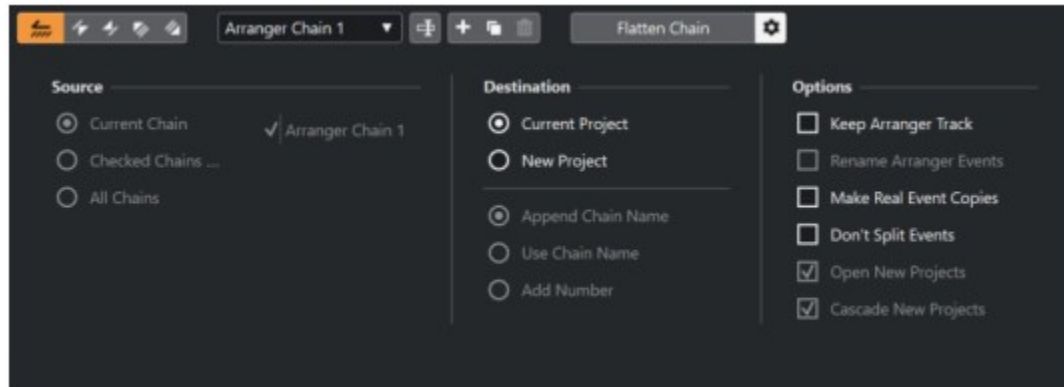 Arranger Chain 1
Flatten Chain
Source
Current Chain
Arranger Chain 1
Checked Chains ...
All Chains
Destination
Current Project
New Project
Append Chain Name
Use Chain Name
Add Number
Options
Keep Arranger Track
Rename Arranger Events
Make Real Event Copies
Don't Split Events
Open New Projects
Cascade New Projects